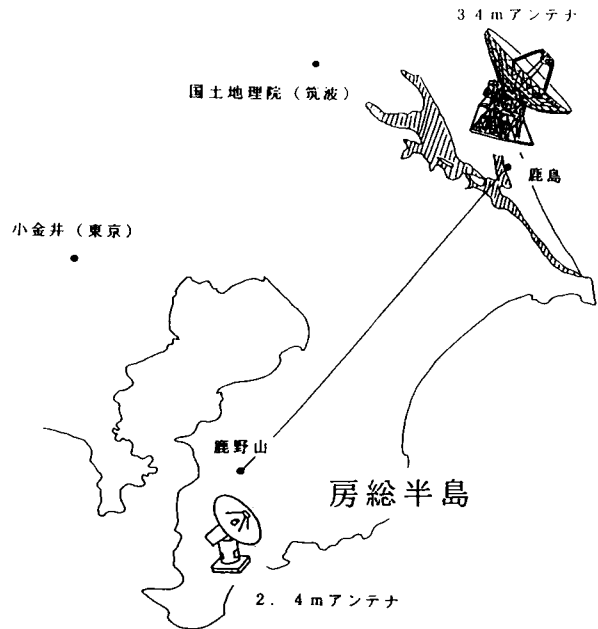 34mアンテナ
国土地理院（筑波）
鹿島
小金井（東京）
鹿野山
房総半島
2．4mアンテナ